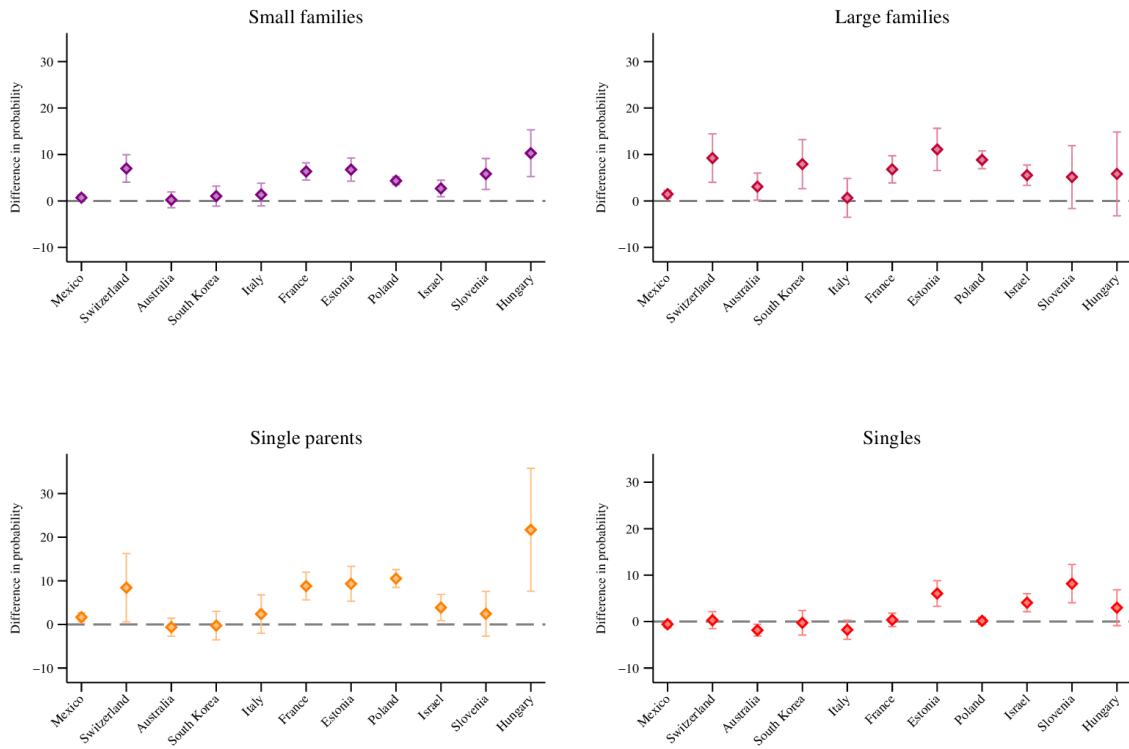 Small families
Difference in probability
30
20
10
0
−10
Mexico
Switzerland
Australia
South Korea
Italy
France
Estonia
Poland
Israel
Slovenia
Hungary
Large families
Difference in probability
30
20
10
0
−10
Mexico
Switzerland
Australia
South Korea
Italy
France
Estonia
Poland
Israel
Slovenia
Hungary
Single parents
Difference in probability
30
20
10
0
−10
Mexico
Switzerland
Australia
South Korea
Italy
France
Estonia
Poland
Israel
Slovenia
Hungary
Singles
Difference in probability
30
20
10
0
−10
Mexico
Switzerland
Australia
South Korea
Italy
France
Estonia
Poland
Israel
Slovenia
Hungary